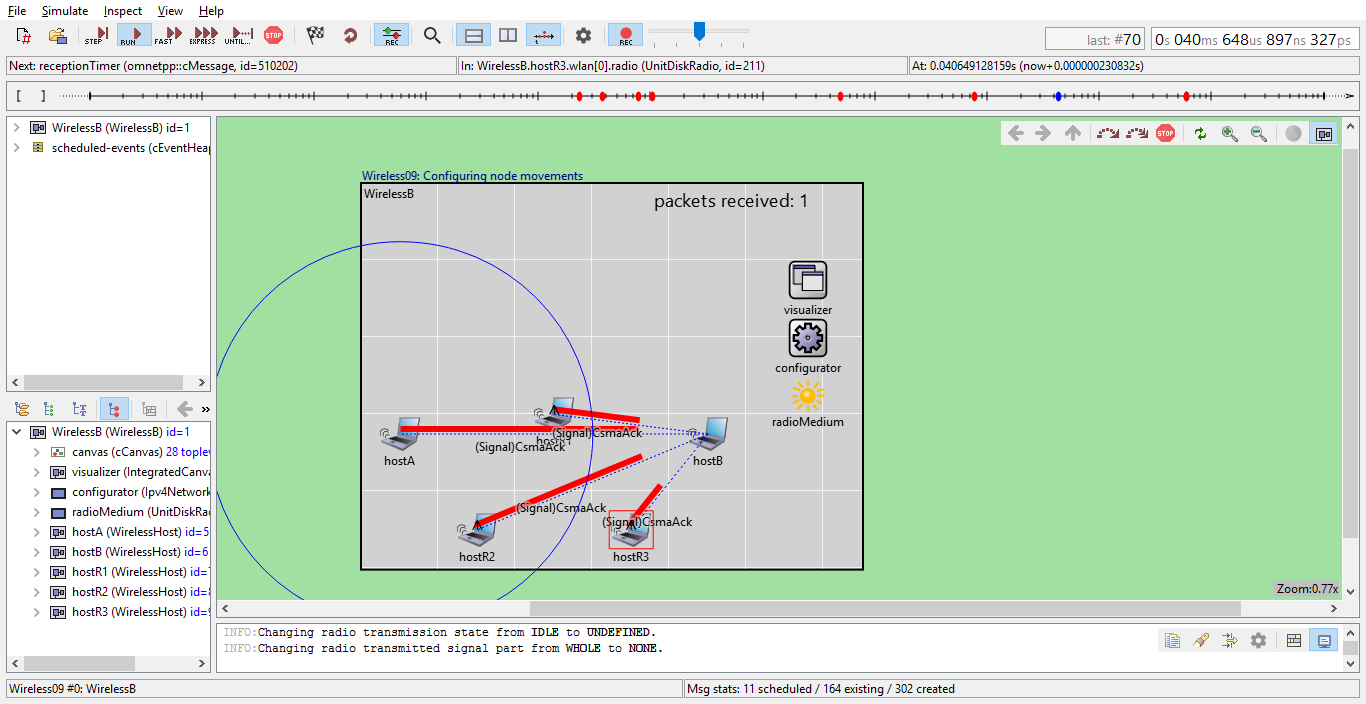 File Simulate Inspect View Help
STEP RUN FAST EXPRESS UNTIL... STOP REC REC
last: #70 0s 040ms 648us 897ns 327ps
Next: receptionTimer (omnetpp::cMessage, id=510202) In: WirelessB.hostR3.wlan[0].radio (UnitDiskRadio, id=211) At: 0.040649128159s (now+0.000000230832s)
[ ]
WirelessB (WirelessB) id=1
scheduled-events (cEventHeap
STOP
Wireless09: Configuring node movements
WirelessB
packets received: 1
visualizer
configurator
radioMedium
(Signal)CsmaAck
(Signal)CsmaAck
hostA
hostB
(Signal)CsmaAck
(Signal)CsmaAck
hostR2
hostR3
Zoom:0.77x
»
WirelessB (WirelessB) id=1
canvas (cCanvas) 28 toplev
visualizer (IntegratedCanva
configurator (Ipv4Network
radioMedium (UnitDiskRad
hostA (WirelessHost) id=5
hostB (WirelessHost) id=6
hostR1 (WirelessHost) id=
hostR2 (WirelessHost) id=
hostR3 (WirelessHost) id=
INFO:Changing radio transmission state from IDLE to UNDEFINED.
INFO:Changing radio transmitted signal part from WHOLE to NONE.
Wireless09 #0: WirelessB
Msg stats: 11 scheduled / 164 existing / 302 created